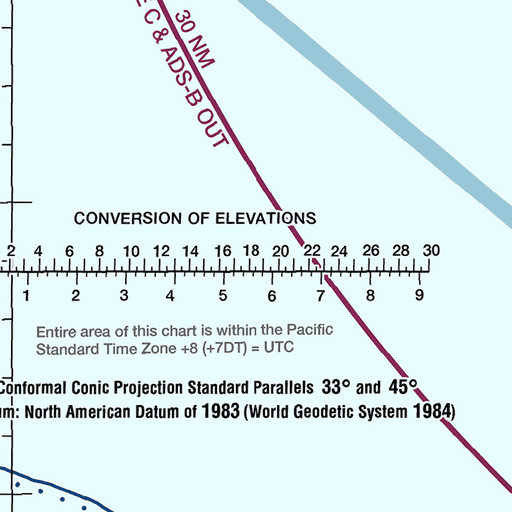 30 NM
E C & ADS-B OUT
CONVERSION OF ELEVATIONS
2 4 6 8 10 12 14 16 18 20 22 24 26 28 30
1 2 3 4 5 6 7 8 9
Entire area of this chart is within the Pacific
Standard Time Zone +8 (+7DT) = UTC
Conformal Conic Projection Standard Parallels 33° and 45°
um: North American Datum of 1983 (World Geodetic System 1984)